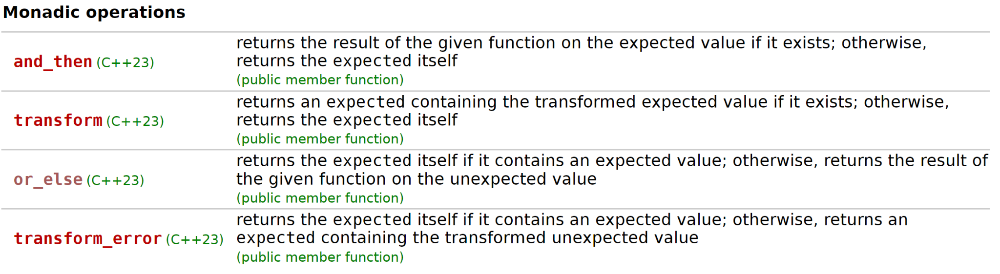 Monadic operations
returns the result of the given function on the expected value if it exists; otherwise,
and_then (C++23)
returns the expected itself
(public member function)
returns an expected containing the transformed expected value if it exists; otherwise,
transform (C++23)
returns the expected itself
(public member function)
returns the expected itself if it contains an expected value; otherwise, returns the result of
or_else (C++23)
the given function on the unexpected value
(public member function)
returns the expected itself if it contains an expected value; otherwise, returns an
transform_error (C++23)
expected containing the transformed unexpected value
(public member function)